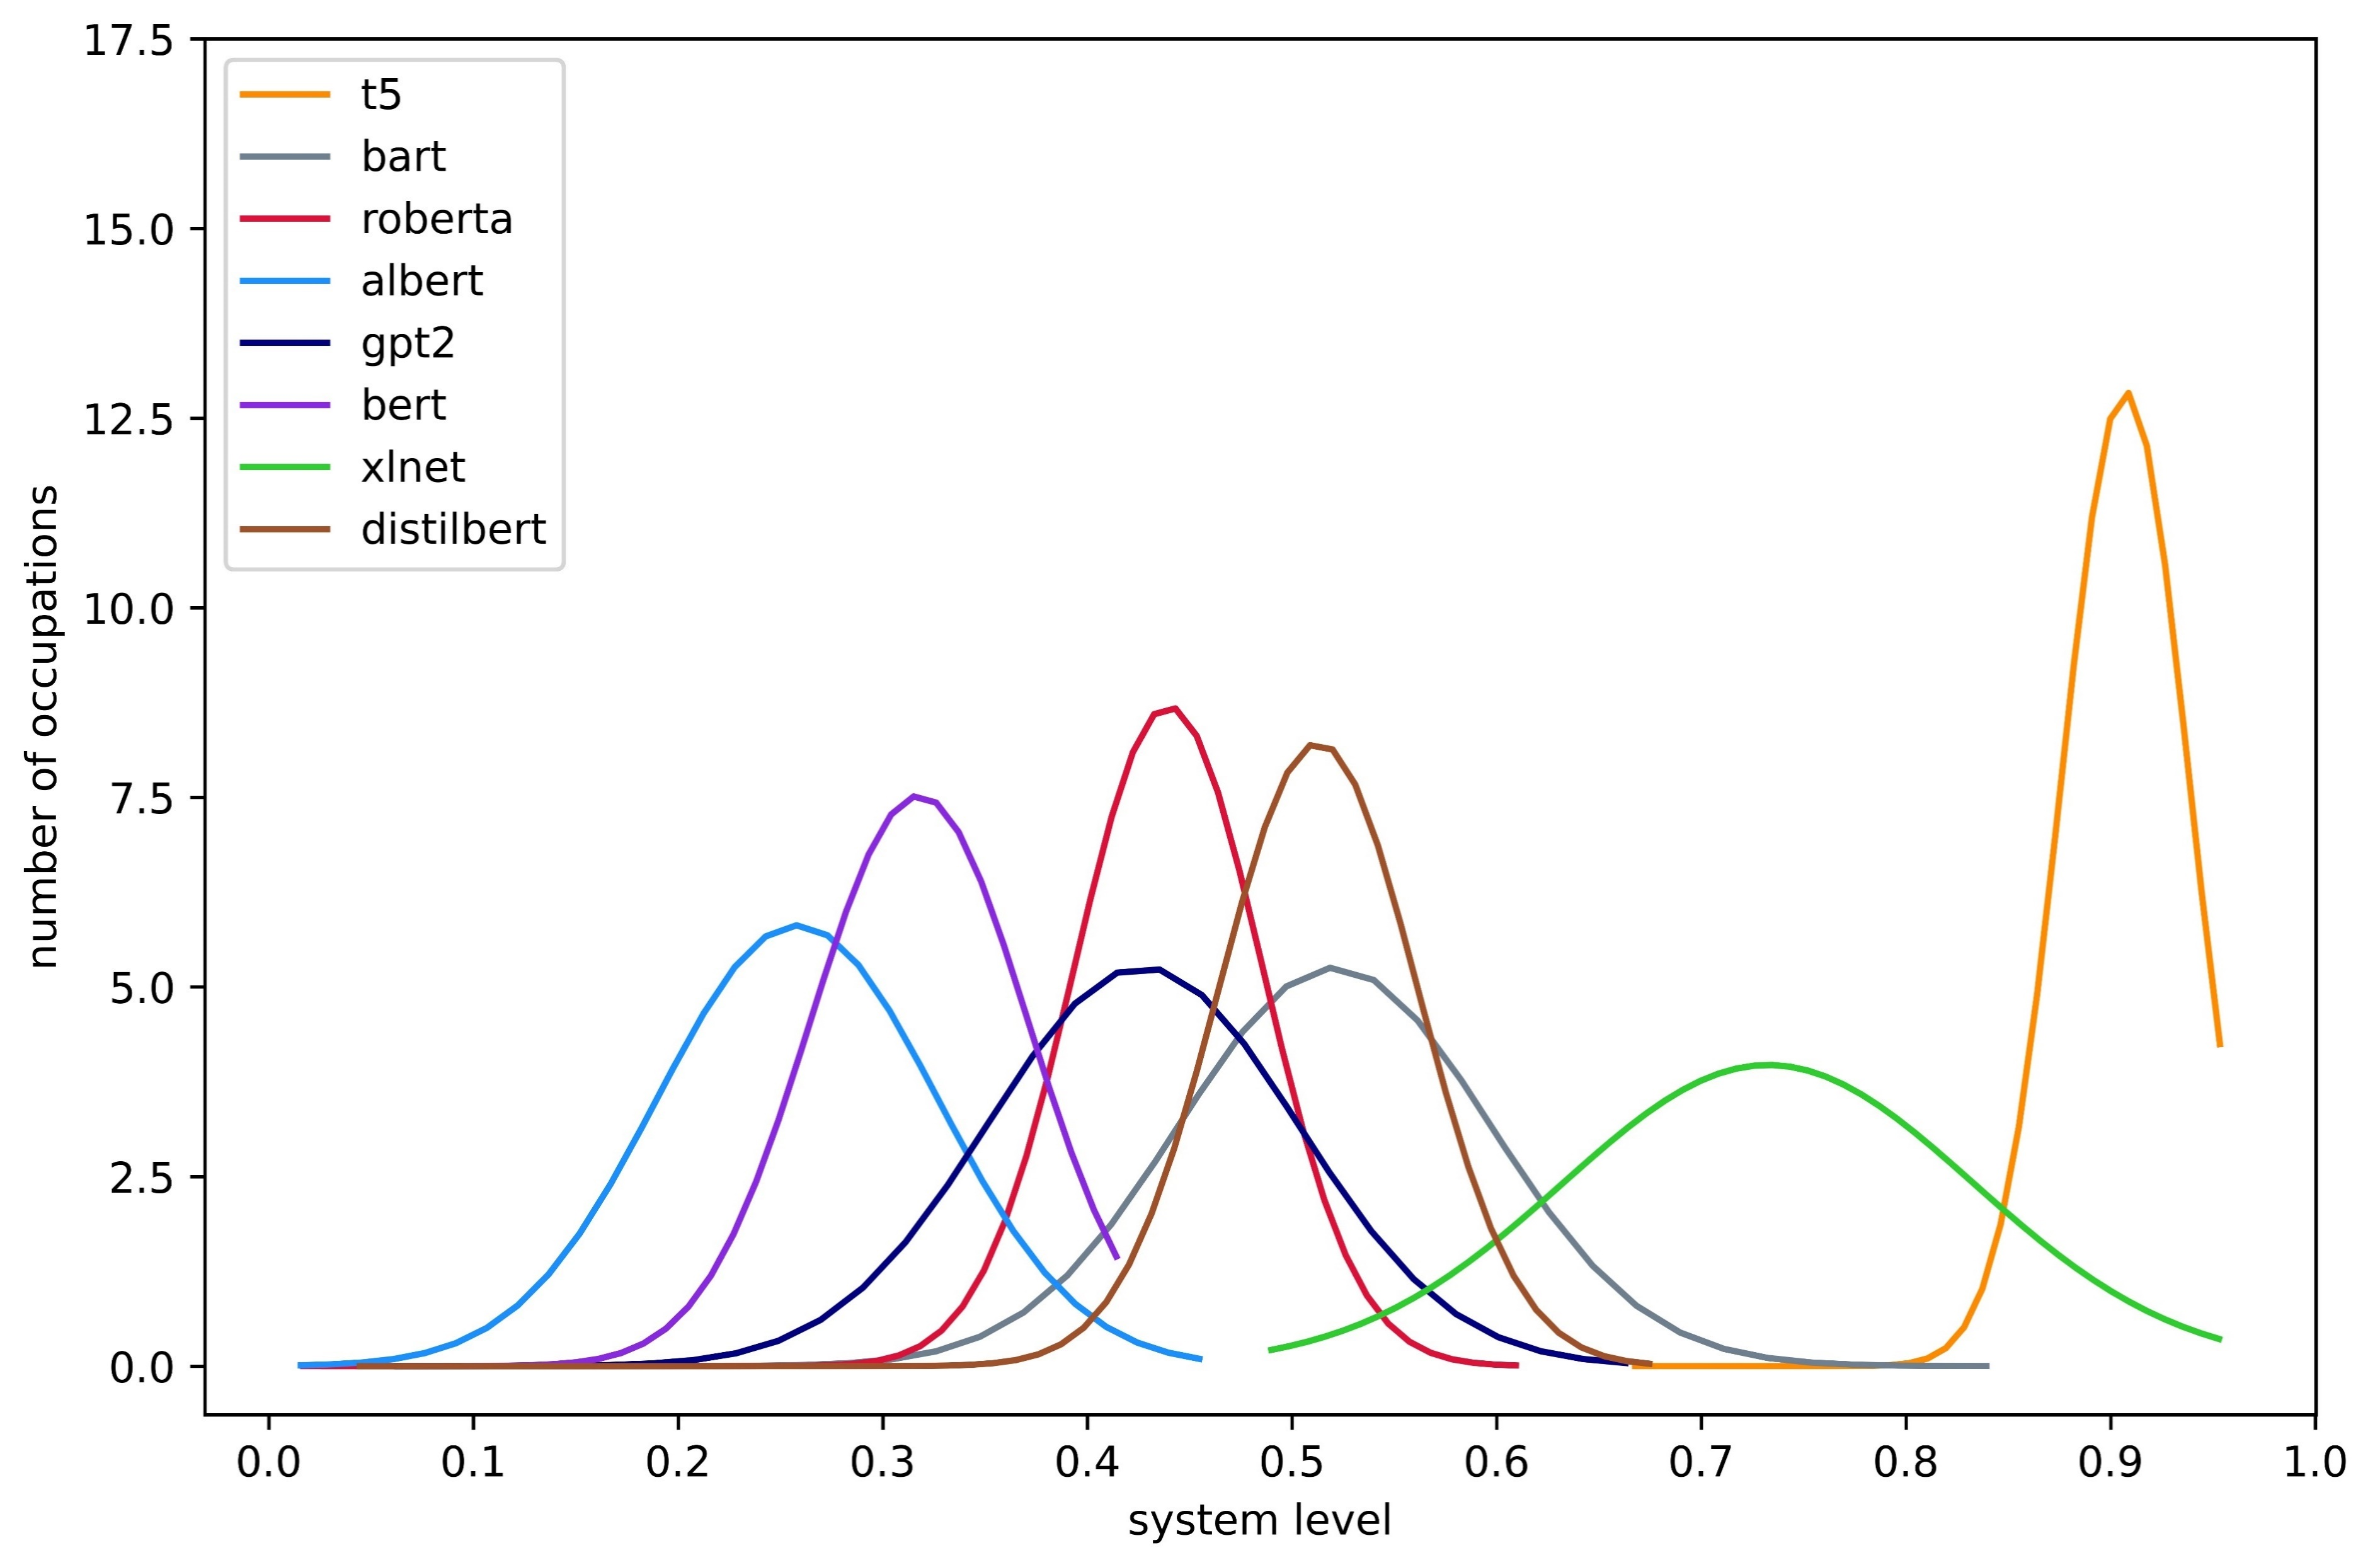 17.5
15.0
12.5
10.0
7.5
5.0
2.5
0.0
number of occupations
t5
bart
roberta
albert
gpt2
bert
xlnet
distilbert
0.0 0.1 0.2 0.3 0.4 0.5 0.6 0.7 0.8 0.9 1.0
system level